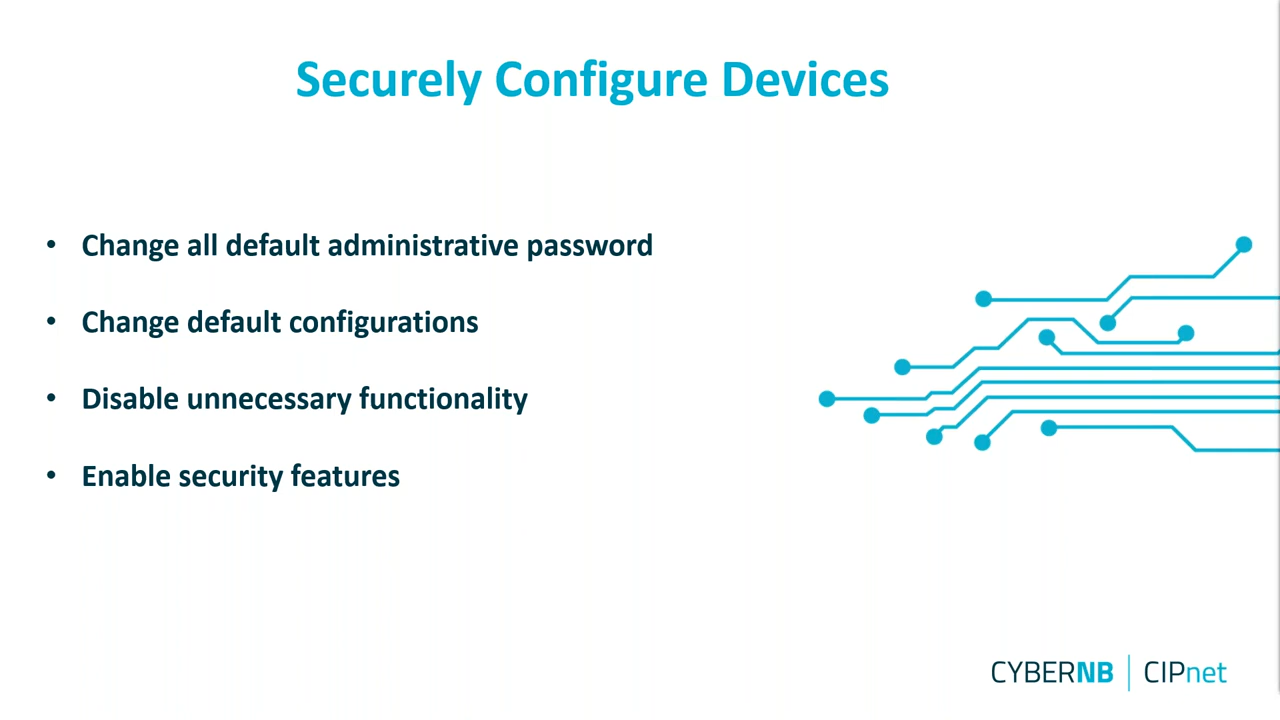 Securely Configure Devices
• Change all default administrative password
• Change default configurations
• Disable unnecessary functionality
• Enable security features
CYBERNB | CIPnet